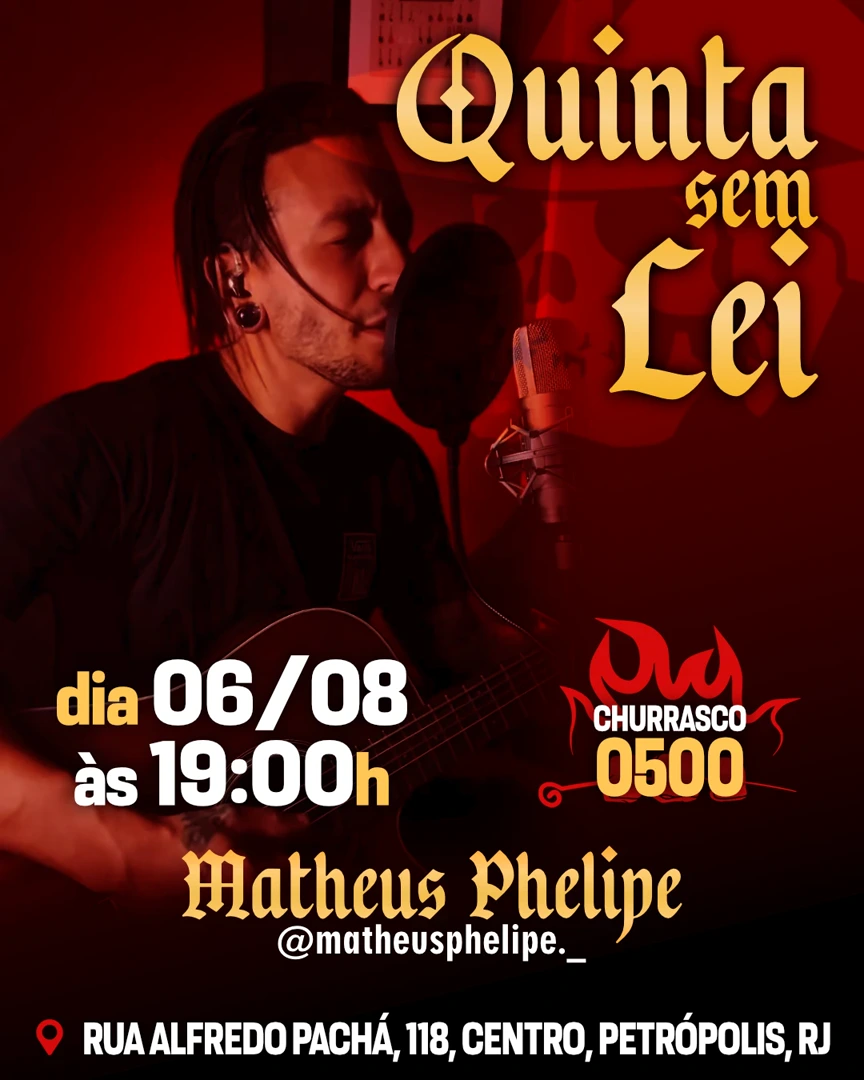 Quinta
sem
Lei
dia 06/08
às 19:00h
CHURRASCO
0500
Matheus Phelipe
@matheusphelipe._
RUA ALFREDO PACHÁ, 118, CENTRO, PETRÓPOLIS, RJ